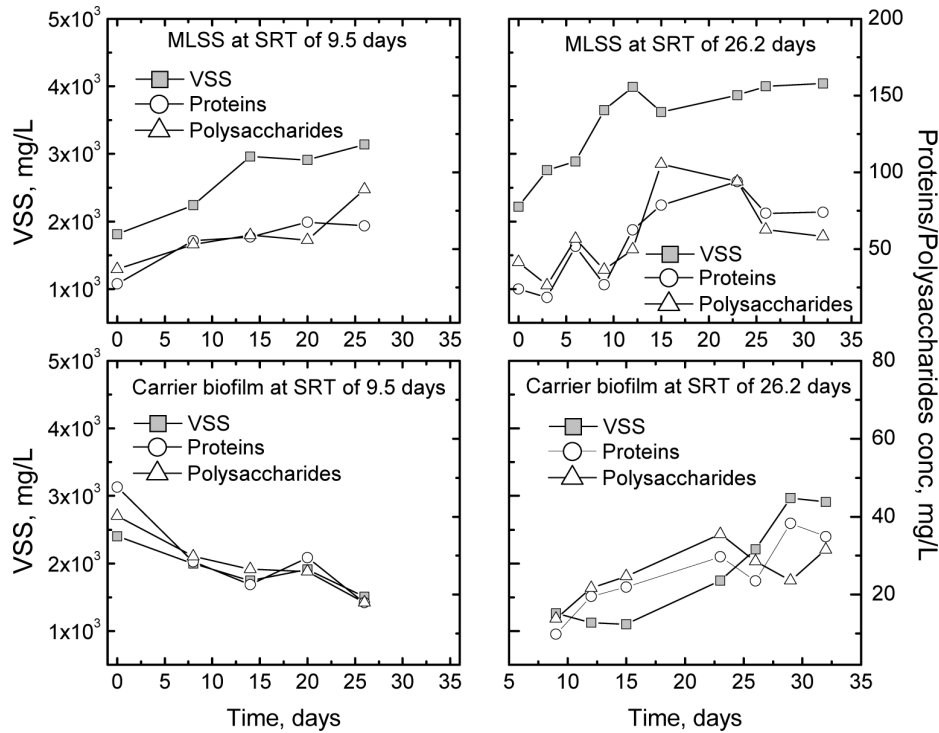 5x10³
4x10³
3x10³
2x10³
1x10³
VSS, mg/L
MLSS at SRT of 9.5 days
VSS
Proteins
Polysaccharides
0 5 10 15 20 25 30 35
MLSS at SRT of 26.2 days
VSS
Proteins
Polysaccharides
0 5 10 15 20 25 30 35
200
150
100
50
Proteins/Polysaccharides conc, mg/L
5x10³
4x10³
3x10³
2x10³
1x10³
VSS, mg/L
Carrier biofilm at SRT of 9.5 days
VSS
Proteins
Polysaccharides
0 5 10 15 20 25 30 35
Time, days
Carrier biofilm at SRT of 26.2 days
VSS
Proteins
Polysaccharides
5 10 15 20 25 30 35
Time, days
80
60
40
20